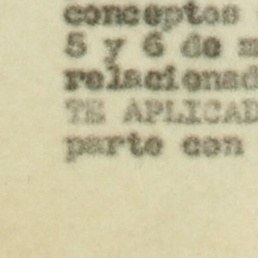 conceptos
5 y 6 de
relacionad
TE APLICAD
parte con